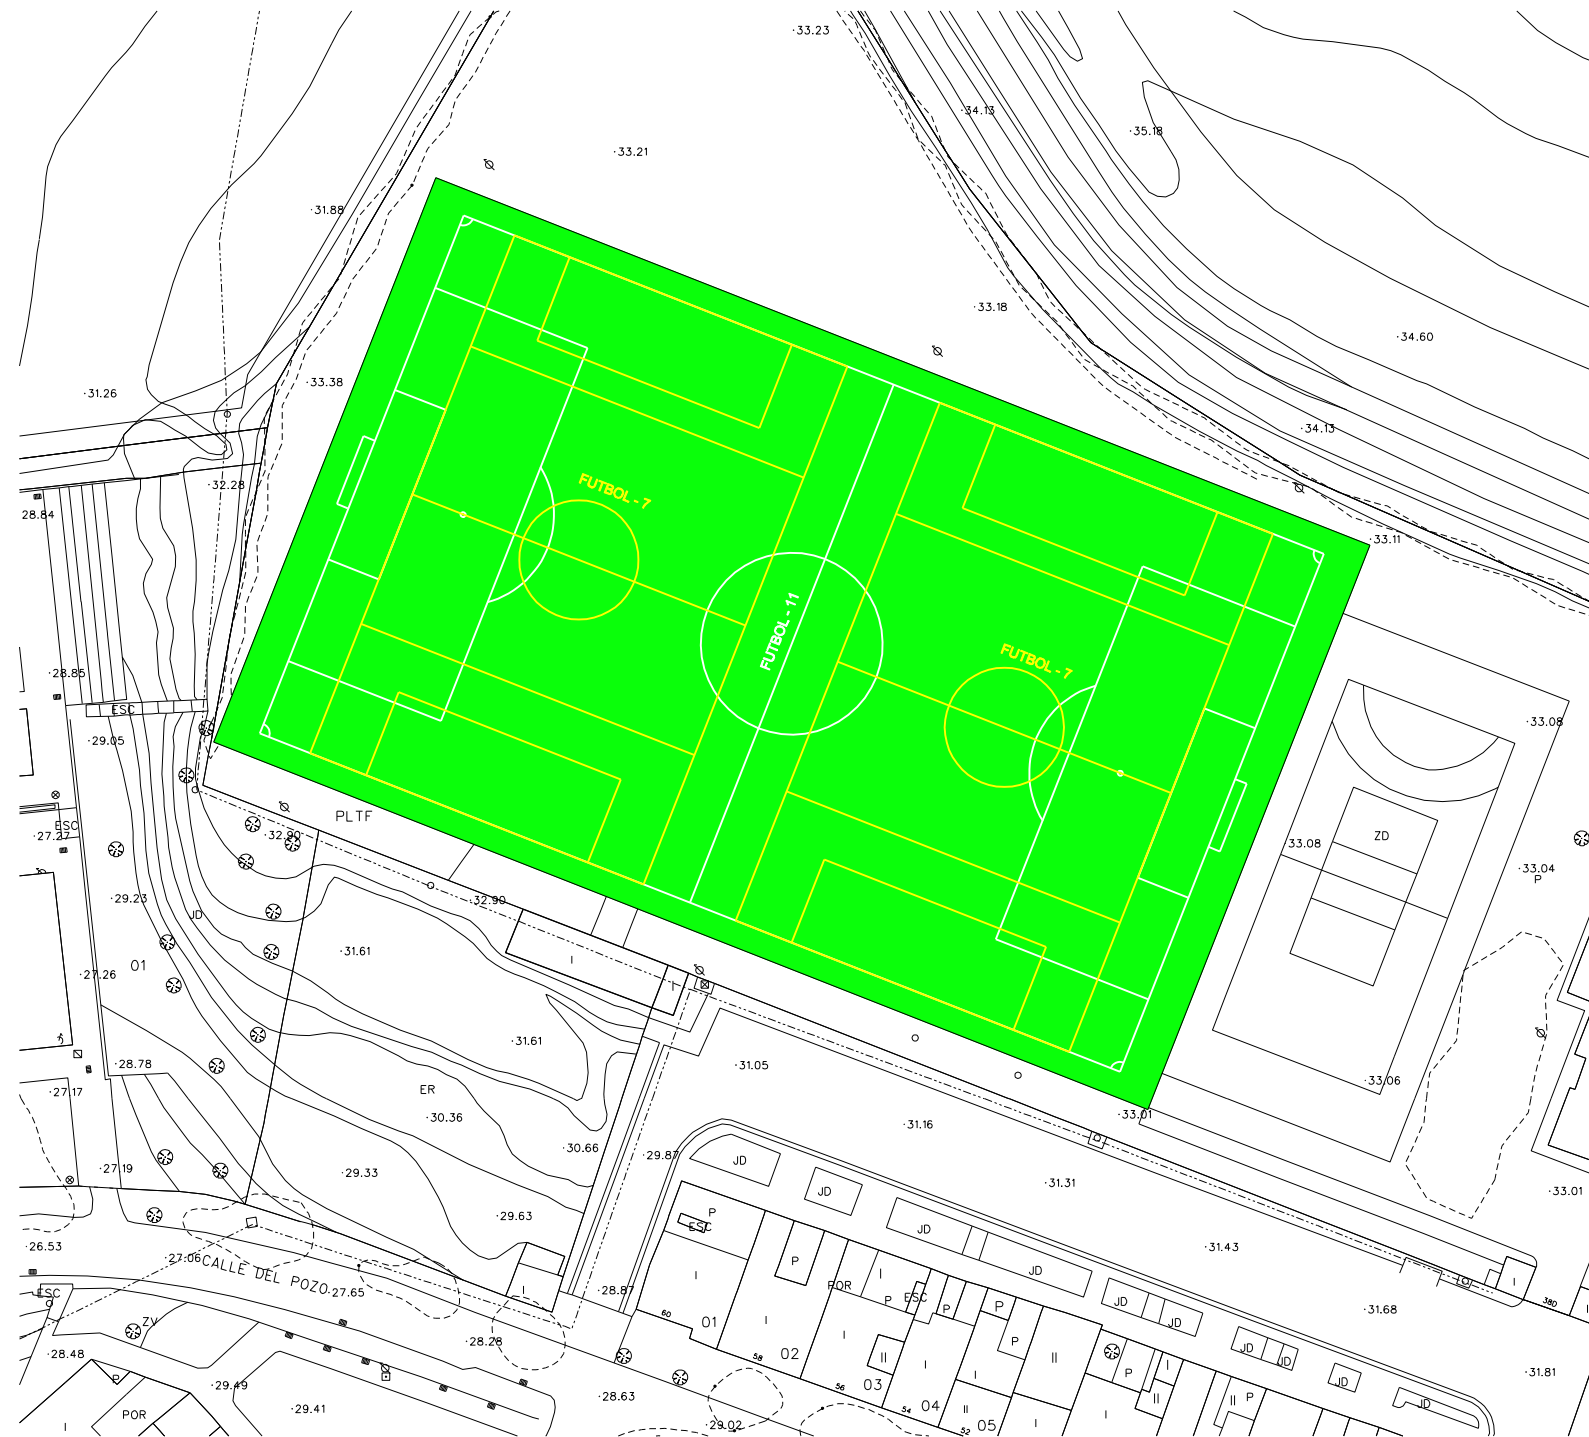 ·33.23
·34.13
·35.18
·33.21
·31.88
·33.18
·34.60
·33.38
·31.26
·34.13
·32.28
FUTBOL - 7
28.84
·33.11
FUTBOL - 11
FUTBOL - 7
·28.85
ESC
·33.08
·29.05
PLTF
ESC
·27.27
·32.90
ZD
·33.08
·33.04
P
·29.23
·32.90
JD
·31.61
01
·27.26
I
I
·31.61
·28.78
·31.05
·27.17
ER
·33.06
·30.36
·33.01
·31.16
·30.66
·29.87
·27.19
·29.33
JD
JD
·31.31
·33.01
P
ESC
·29.63
JD
·26.53
·27.06
CALLE DEL POZO
·27.65
·31.43
P
I
I
JD
I
·28.87
ESC
POR
P
ESC
P
P
JD
I
380
·31.68
60
01
I
ZV
JD
·28.28
I
P
·28.48
58
02
II
I
I
II
P
I
JD
JD
·31.81
P
·29.49
56
03
JD
·28.63
04
II
II
II
P
JD
POR
·29.41
54
I
·29.02
52
05
I
I